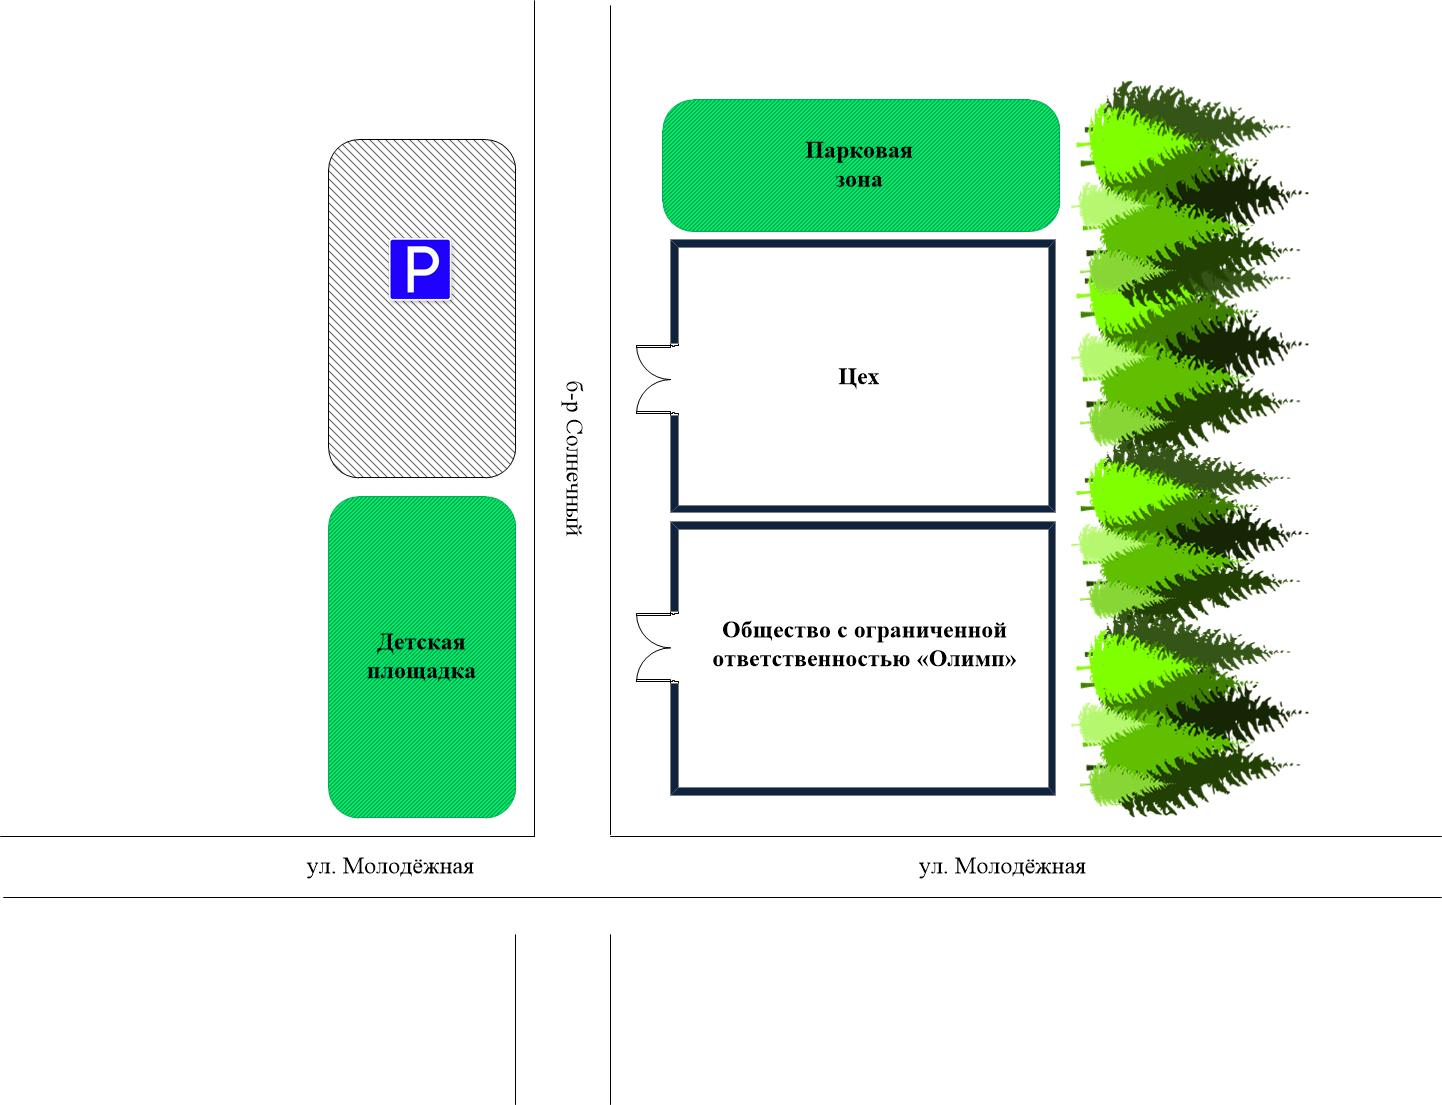 Парковая
зона
P
Цех
б-р Солнечный
Общество с ограниченной
ответственностью «Олимп»
Детская
площадка
ул. Молодёжная
ул. Молодёжная